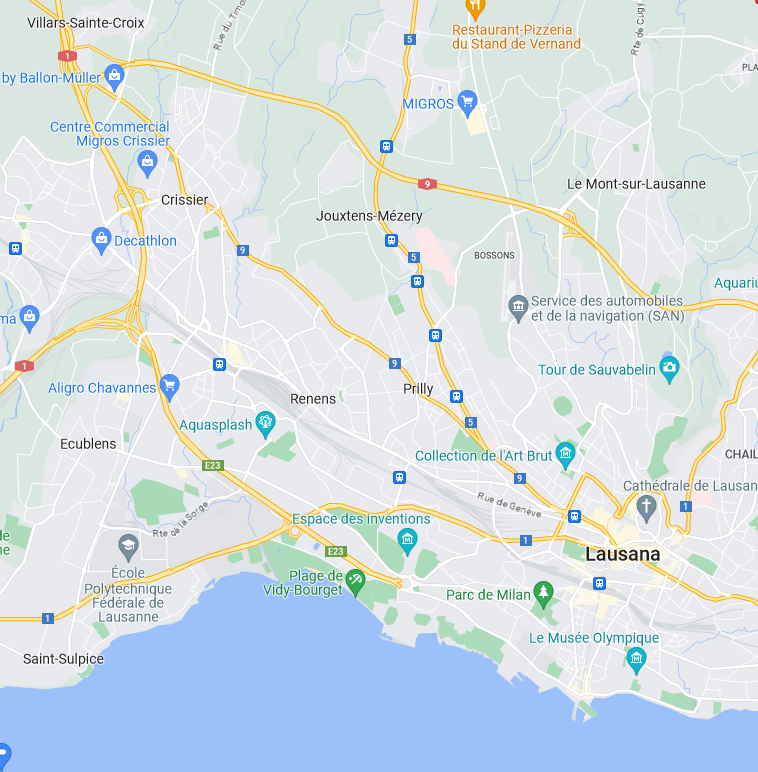 Villars-Sainte-Croix
Rue du Timo
Restaurant-Pizzeria
du Stand de Vernand
Rte de Cugy
PLA
1
5
by Ballon-Müller
MIGROS
Centre Commercial
Migros Crissier
9
Le Mont-sur-Lausanne
Crissier
Jouxtens-Mézery
Decathlon
9
5
BOSSONS
Aquariu
ma
Service des automobiles
et de la navigation (SAN)
1
9
Tour de Sauvabelin
Aligro Chavannes
Prilly
Renens
Aquasplash
5
Ecublens
Collection de l'Art Brut
CHAIL
E23
9
Cathédrale de Lausan
Rue de Genève
1
Rte de la Sorge
Espace des inventions
de
ne
1
E23
Lausana
École
Polytechnique
Fédérale de
Lausanne
Plage de
Vidy-Bourget
Parc de Milan
1
Le Musée Olympique
Saint-Sulpice